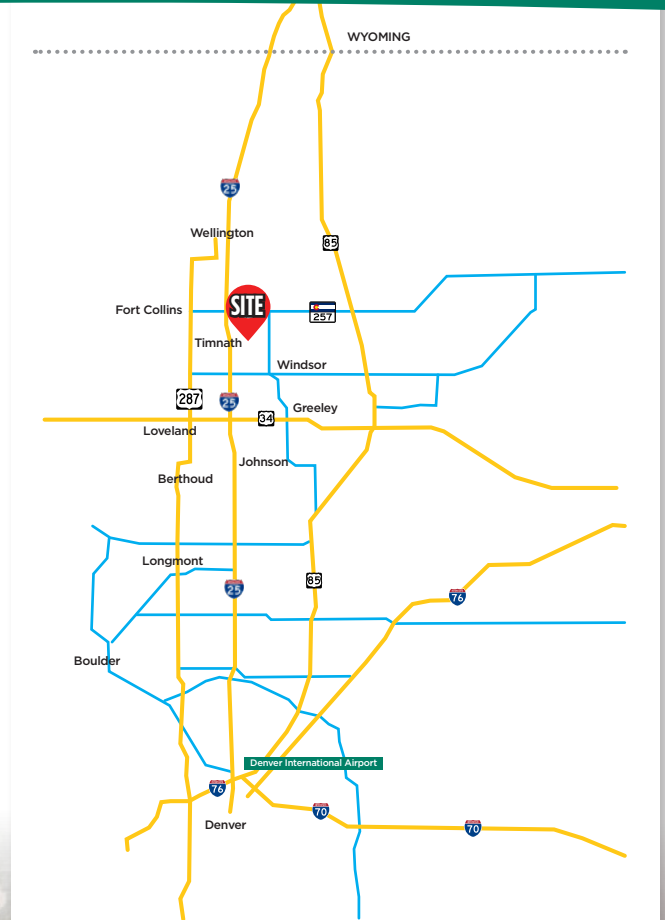 WYOMING
25
Wellington
85
Fort Collins
SITE
257
Timnath
Windsor
287
25
34
Greeley
Loveland
Johnson
Berthoud
Longmont
85
25
76
Boulder
Denver International Airport
76
70
Denver
70